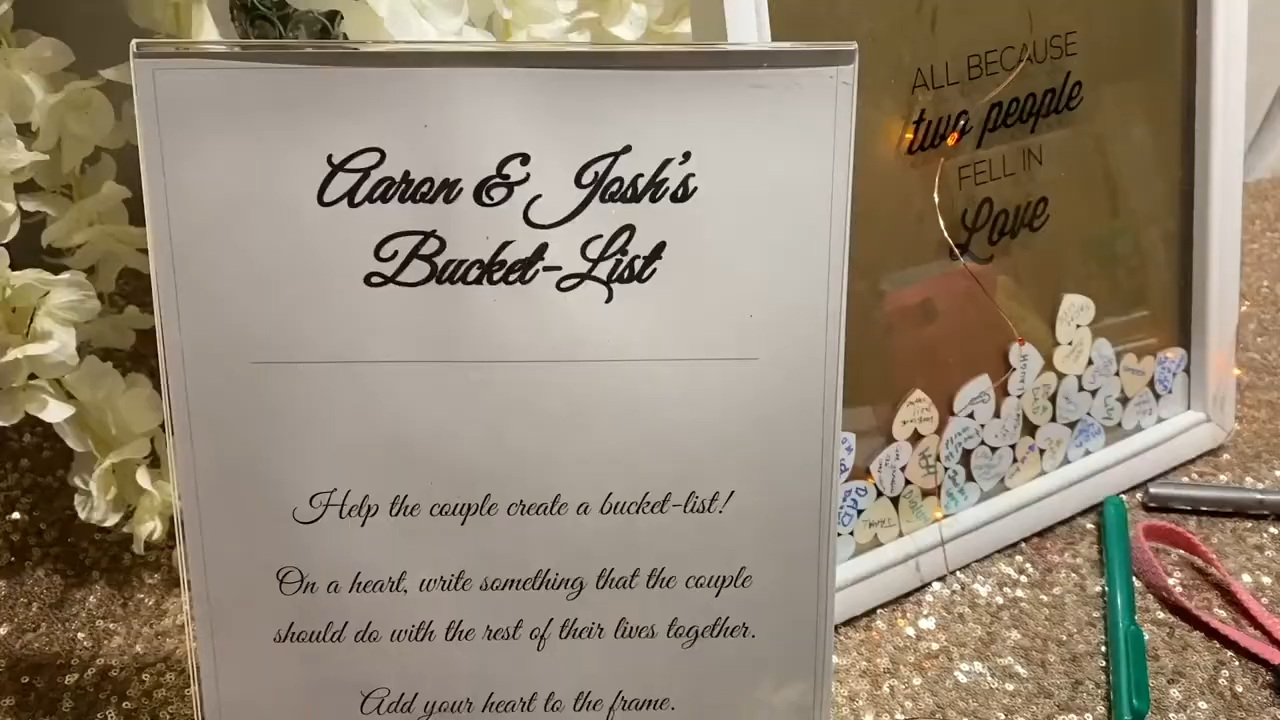 Aaron & Josh's
Bucket-List
Help the couple create a bucket-list!
On a heart, write something that the couple
should do with the rest of their lives together.
Add your heart to the frame.
ALL BECAUSE
two people
FELL IN
Love